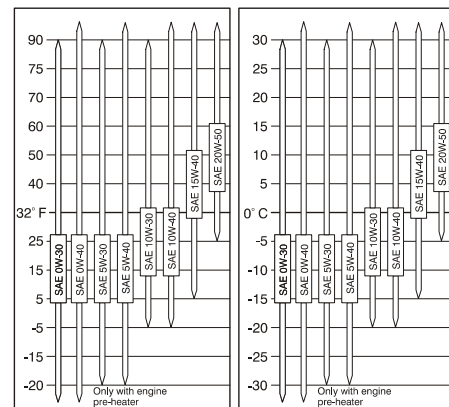 90
75
70
60
50
40
32° F
25
15
5
-5
-15
-20
SAE 0W-30
SAE 0W-40
SAE 5W-30
SAE 5W-40
SAE 10W-30
SAE 10W-40
SAE 15W-40
SAE 20W-50
Only with engine
pre-heater
30
25
20
15
10
5
0° C
-5
-10
-15
-20
-25
-30
SAE 0W-30
SAE 0W-40
SAE 5W-30
SAE 5W-40
SAE 10W-30
SAE 10W-40
SAE 15W-40
SAE 20W-50
Only with engine
pre-heater